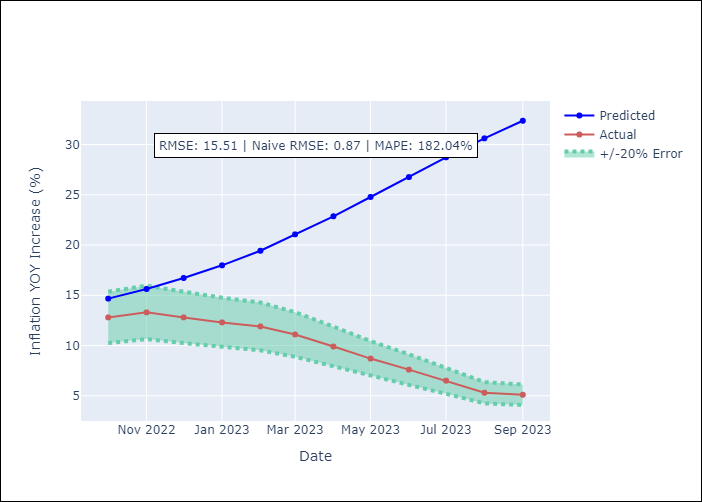 RMSE: 15.51 | Naive RMSE: 0.87 | MAPE: 182.04%
Predicted
Actual
+/-20% Error
Inflation YOY Increase (%)
30
25
20
15
10
5
Nov 2022
Jan 2023
Mar 2023
May 2023
Jul 2023
Sep 2023
Date